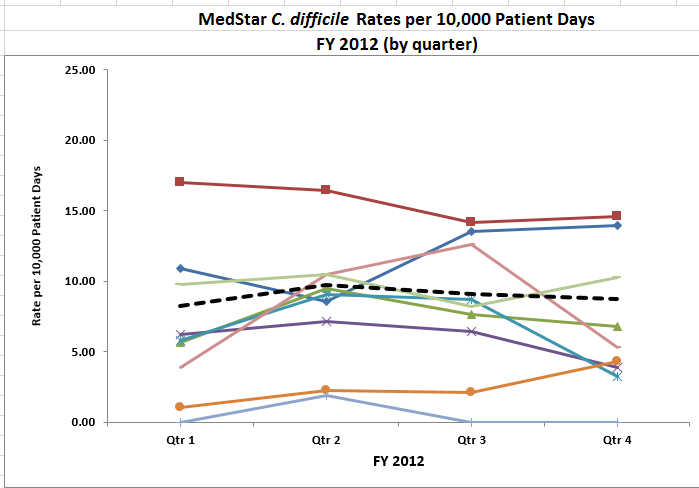 MedStar C. difficile Rates per 10,000 Patient Days
FY 2012 (by quarter)
25.00
20.00
15.00
10.00
5.00
0.00
Rate per 10,000 Patient Days
Qtr 1
Qtr 2
Qtr 3
Qtr 4
FY 2012